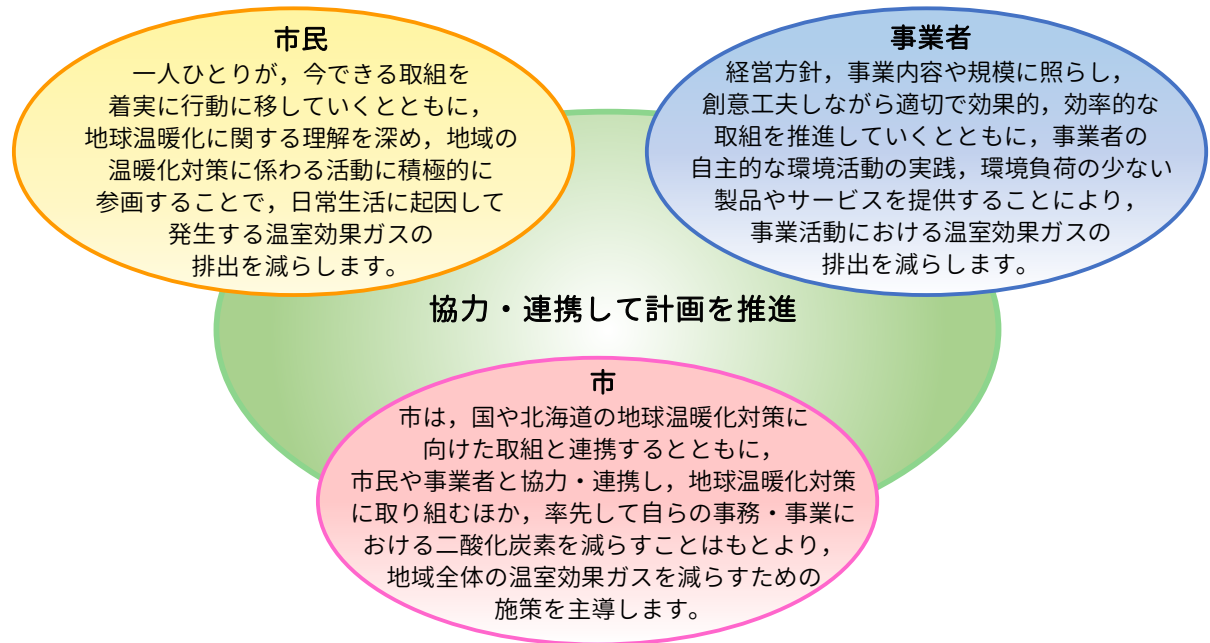 市民
一人ひとりが，今できる取組を
着実に行動に移していくとともに，
地球温暖化に関する理解を深め，地域の
温暖化対策に係わる活動に積極的に
参画することで，日常生活に起因して
発生する温室効果ガスの
排出を減らします。
事業者
経営方針，事業内容や規模に照らし，
創意工夫しながら適切で効果的，効率的な
取組を推進していくとともに，事業者の
自主的な環境活動の実践，環境負荷の少ない
製品やサービスを提供することにより，
事業活動における温室効果ガスの
排出を減らします。
協力・連携して計画を推進
市
市は，国や北海道の地球温暖化対策に
向けた取組と連携するとともに，
市民や事業者と協力・連携し，地球温暖化対策
に取り組むほか，率先して自らの事務・事業に
おける二酸化炭素を減らすことはもとより，
地域全体の温室効果ガスを減らすための
施策を主導します。